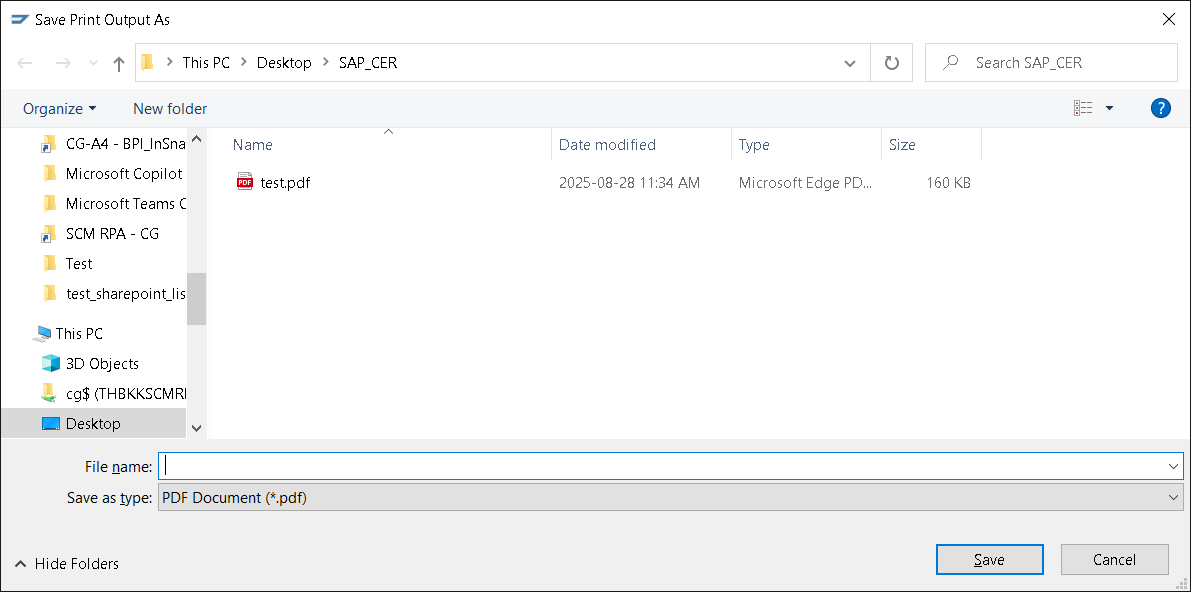 Save Print Output As
This PC > Desktop > SAP_CER
Search SAP_CER
Organize
New folder
?
CG-A4 - BPI_InSna
Microsoft Copilot
Microsoft Teams C
SCM RPA - CG
Test
test_sharepoint_lis
This PC
3D Objects
cg$ (THBKKSCMRI
Desktop
Name Date modified Type Size
PDF test.pdf 2025-08-28 11:34 AM Microsoft Edge PD... 160 KB
File name:
Save as type: PDF Document (*.pdf)
Hide Folders
Save Cancel